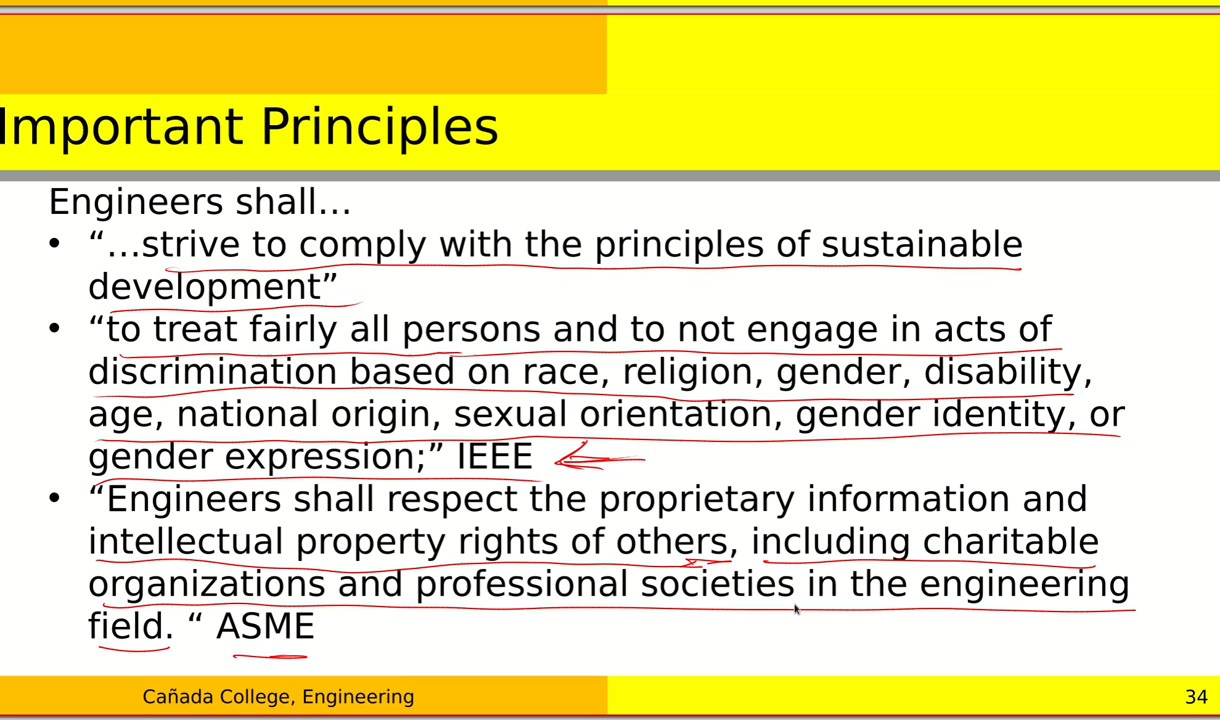 Important Principles
Engineers shall…
• “…strive to comply with the principles of sustainable
development”
• “to treat fairly all persons and to not engage in acts of
discrimination based on race, religion, gender, disability,
age, national origin, sexual orientation, gender identity, or
gender expression;” IEEE
• “Engineers shall respect the proprietary information and
intellectual property rights of others, including charitable
organizations and professional societies in the engineering
field. “ ASME
Cañada College, Engineering
34